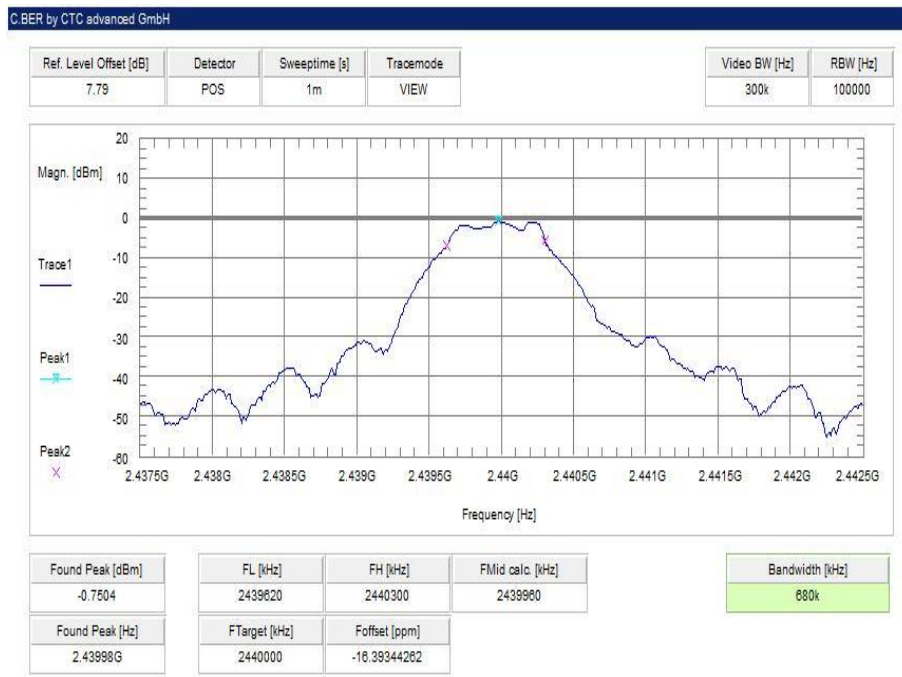 C.BER by CTC advanced GmbH
Ref. Level Offset [dB] Detector Sweeptime [s] Tracemode Video BW [Hz] RBW [Hz]
7.79 POS 1m VIEW 300k 100000
Magn. [dBm]
20
10
0
-10
-20
-30
-40
-50
-60
Trace1
Peak1
Peak2
2.4375G 2.438G 2.4385G 2.439G 2.4395G 2.44G 2.4405G 2.441G 2.4415G 2.442G 2.4425G
Frequency [Hz]
Found Peak [dBm] FL [kHz] FH [kHz] FMid calc. [kHz] Bandwidth [kHz]
-0.7504 2439620 2440300 2439960 680k
Found Peak [Hz] FTarget [kHz] Foffset [ppm]
2.43998G 2440000 -16.39344262